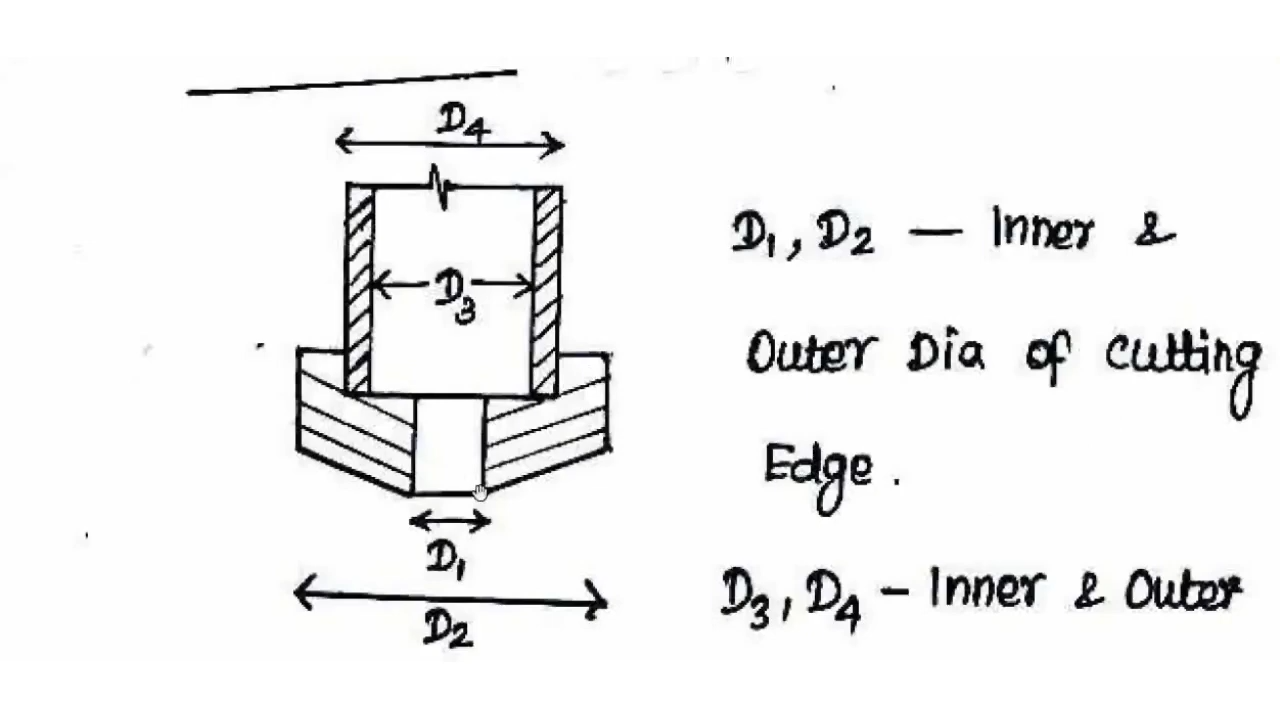 D4
D3
D1
D2
D1, D2 — Inner &
Outer Dia of cutting
Edge.
D3, D4 - Inner & Outer